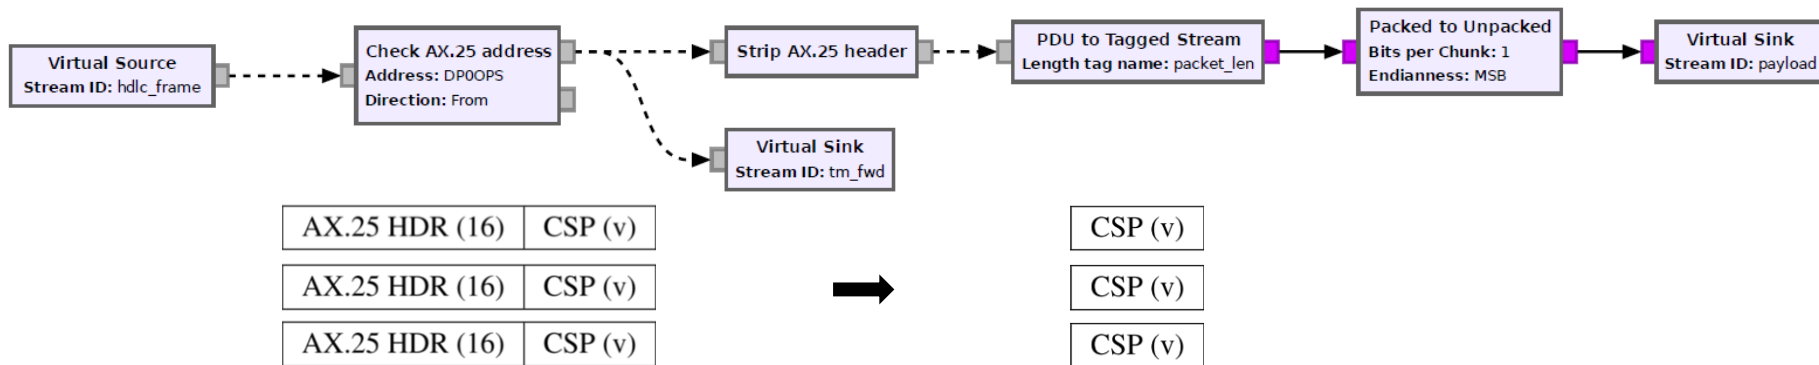 Virtual Source
Stream ID: hdlc_frame
Check AX.25 address
Address: DP0OPS
Direction: From
Strip AX.25 header
PDU to Tagged Stream
Length tag name: packet_len
Packed to Unpacked
Bits per Chunk: 1
Endianness: MSB
Virtual Sink
Stream ID: payload
Virtual Sink
Stream ID: tm_fwd
AX.25 HDR (16) CSP (v)
CSP (v)
AX.25 HDR (16) CSP (v)
CSP (v)
AX.25 HDR (16) CSP (v)
CSP (v)